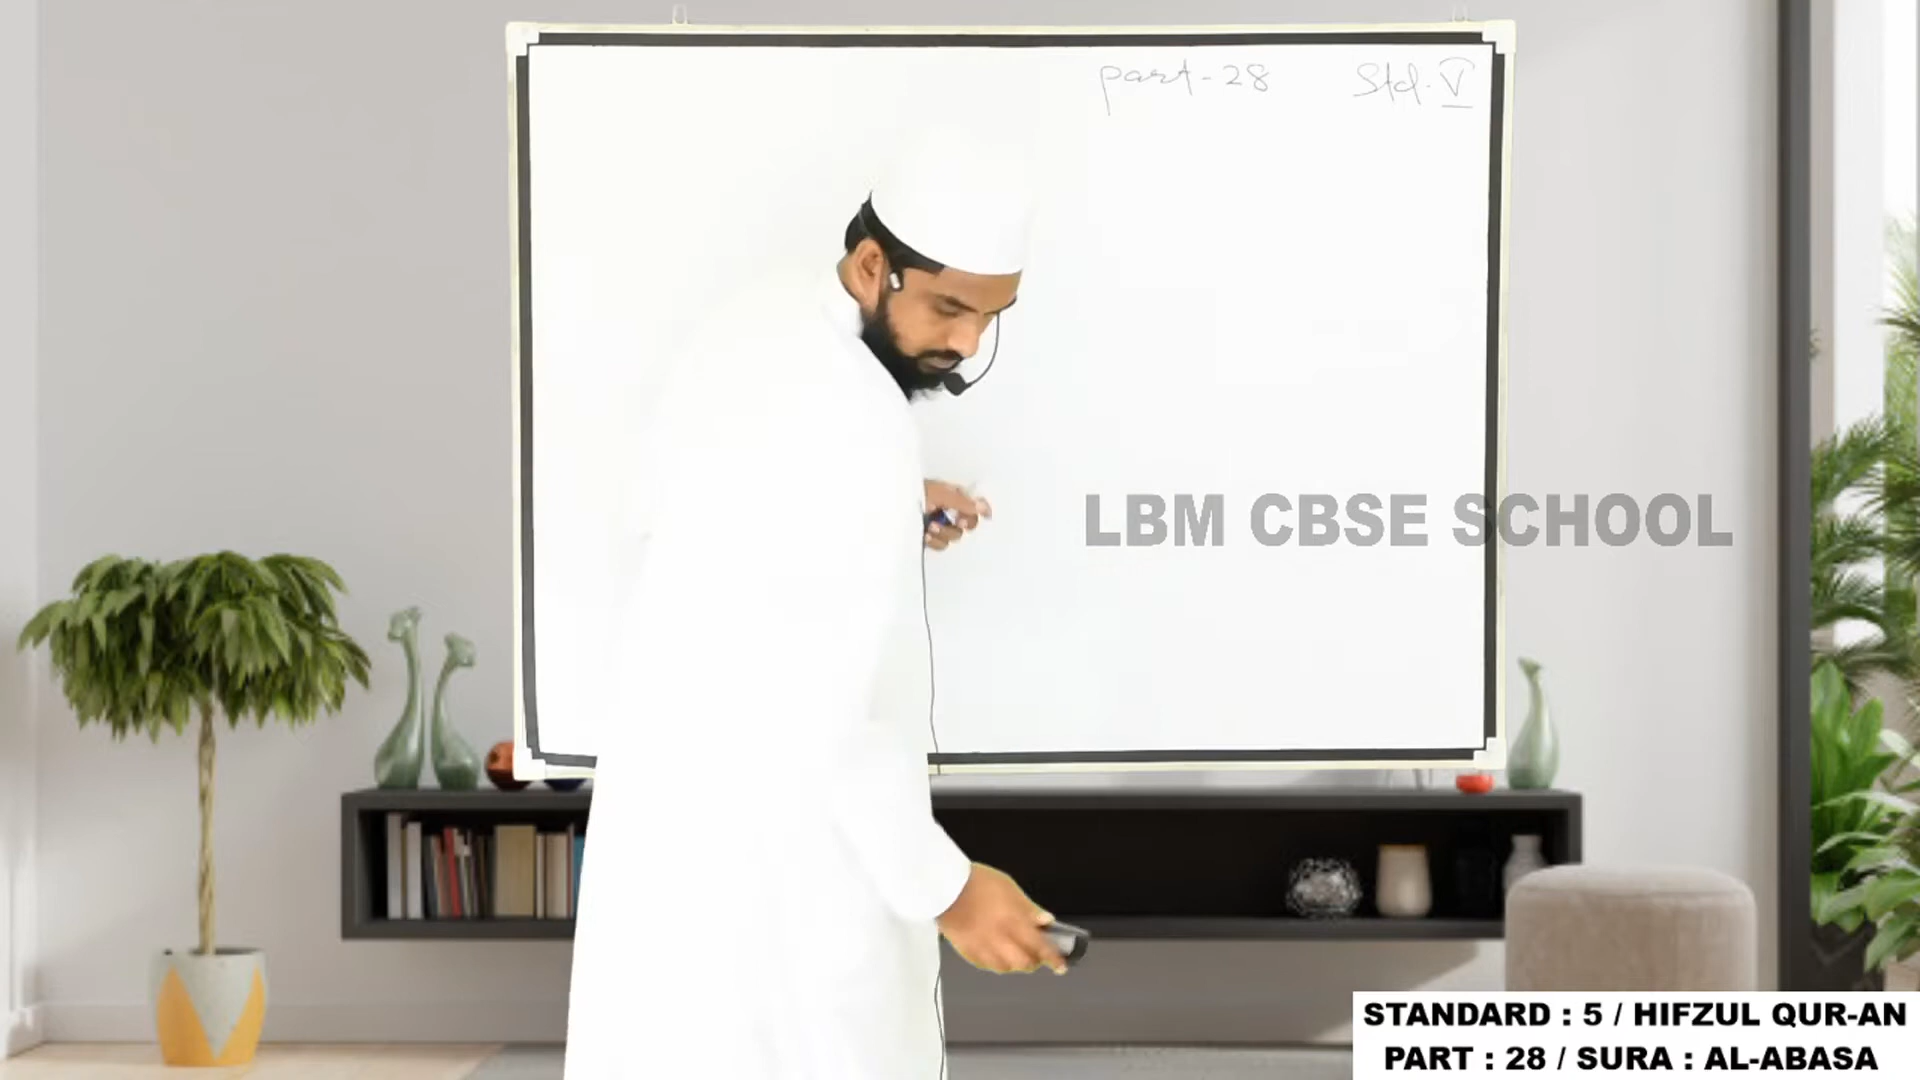 part-28 Std. V
LBM CBSE SCHOOL
STANDARD : 5 / HIFZUL QUR-AN
PART : 28 / SURA : AL-ABASA